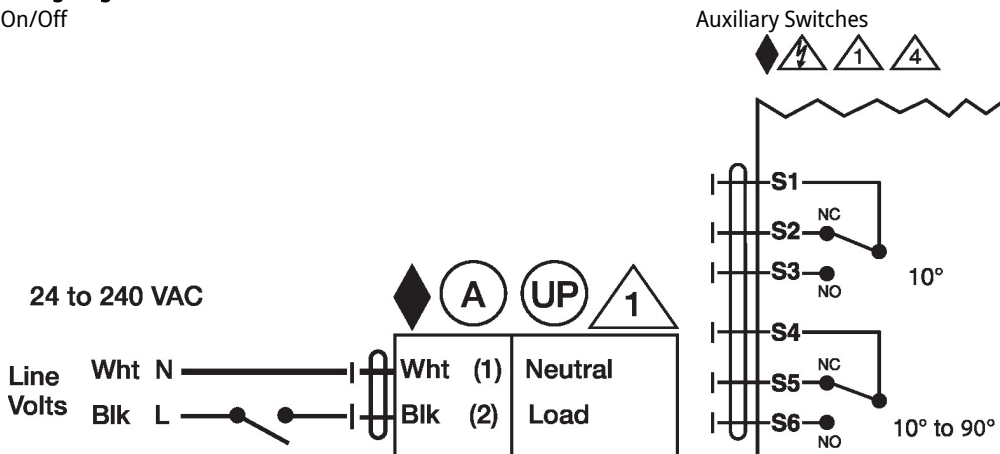 On/Off
Auxiliary Switches
1 4
S1
NC
S2
S3
NO
10°
S4
NC
S5
S6
NO
10° to 90°
24 to 240 VAC
A UP 1
Line
Volts
Wht N Wht (1) Neutral
Blk L Blk (2) Load